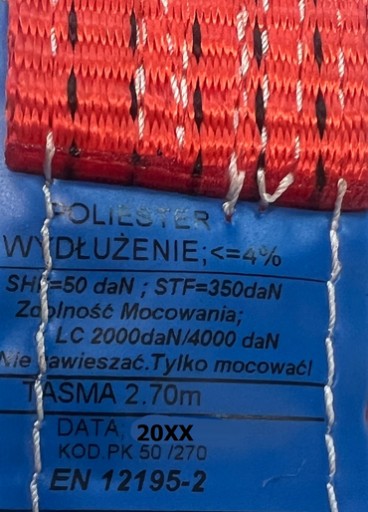 POLIESTER
WYDŁUŻENIE;<=4%
SHF=50 daN ; STF=350daN
Zdolność Mocowania;
LC 2000daN/4000 daN
Nie zawieszać.Tylko mocować!
TAŚMA 2.70m
DATA, 20XX
KOD.PK 50 /270
EN 12195-2